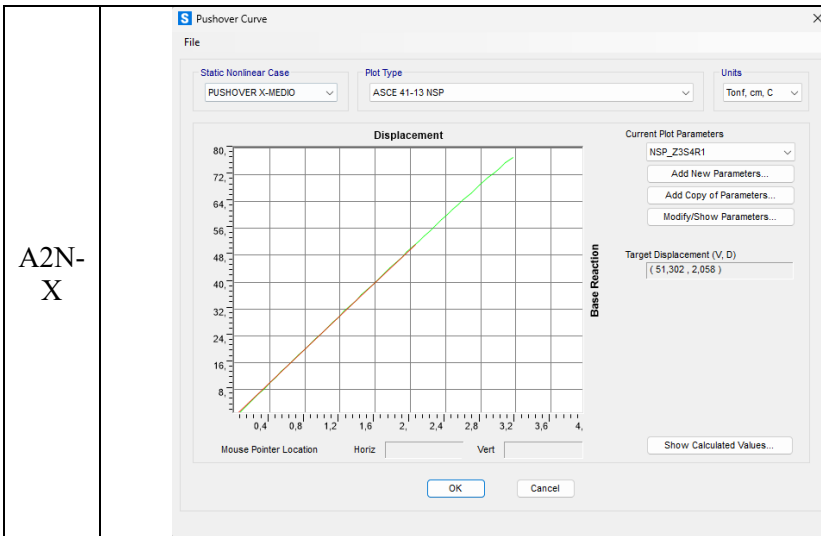 A2N-
X
S Pushover Curve
File
Static Nonlinear Case
PUSHOVER X-MEDIO
Plot Type
ASCE 41-13 NSP
Units
Tonf, cm, C
Displacement
80,
72,
64,
56,
48,
40,
32,
24,
16,
8,
0,4 0,8 1,2 1,6 2, 2,4 2,8 3,2 3,6 4,
Base Reaction
Mouse Pointer Location Horiz Vert
Current Plot Parameters
NSP_Z3S4R1
Add New Parameters...
Add Copy of Parameters...
Modify/Show Parameters...
Target Displacement (V, D)
( 51,302 , 2,058 )
Show Calculated Values...
OK Cancel